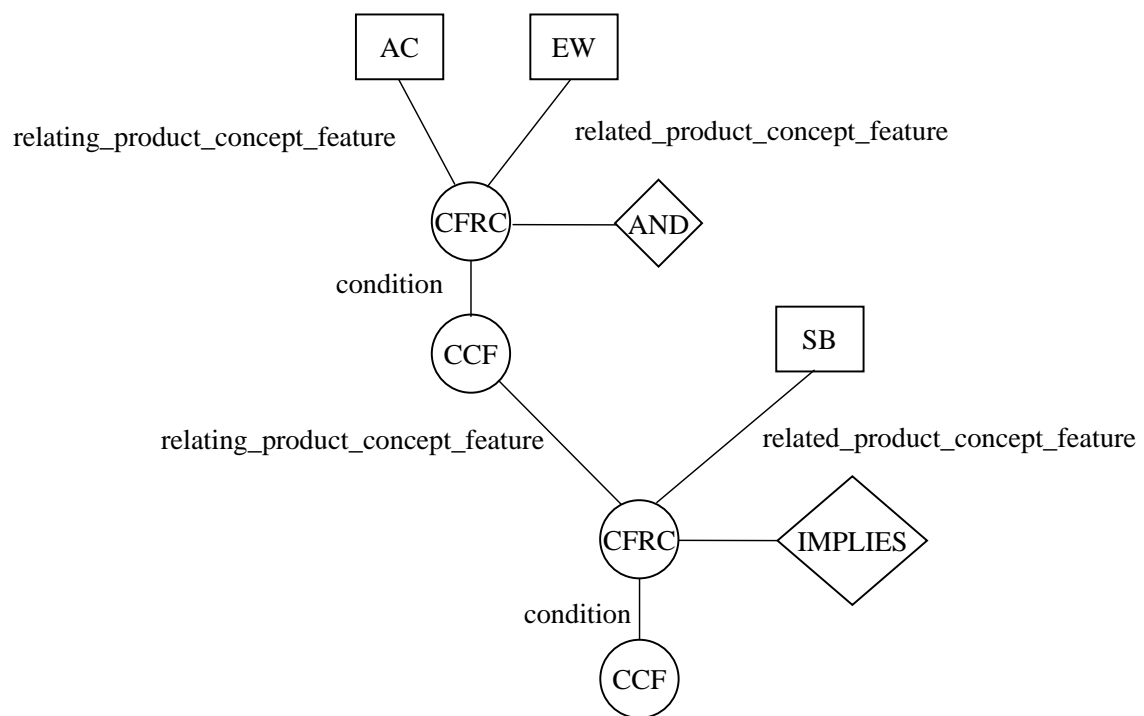 AC
EW
relating_product_concept_feature
related_product_concept_feature
CFRC
AND
condition
CCF
SB
relating_product_concept_feature
related_product_concept_feature
CFRC
IMPLIES
condition
CCF